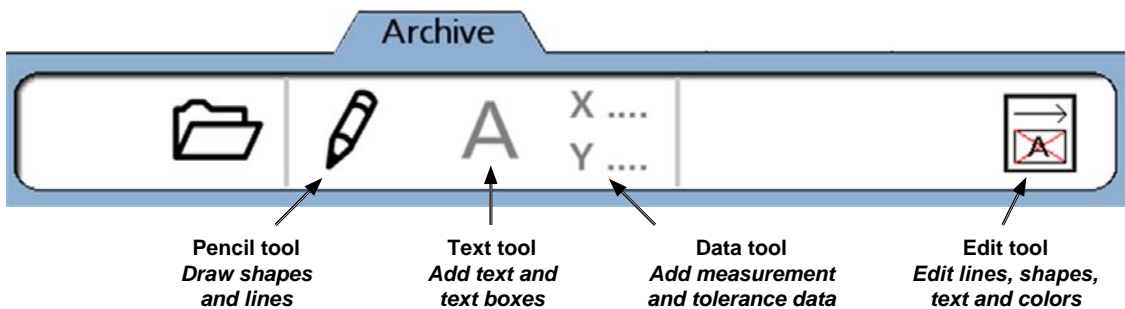 Archive
A
X ....
Y ....
A
Pencil tool
Draw shapes
and lines
Text tool
Add text and
text boxes
Data tool
Add measurement
and tolerance data
Edit tool
Edit lines, shapes,
text and colors